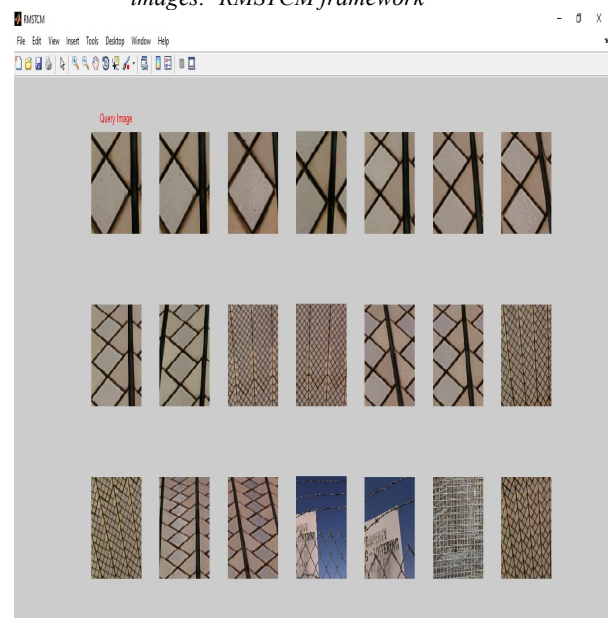 images: RMSTCM framework
RMSTCM
File Edit View Insert Tools Desktop Window Help
Query Image